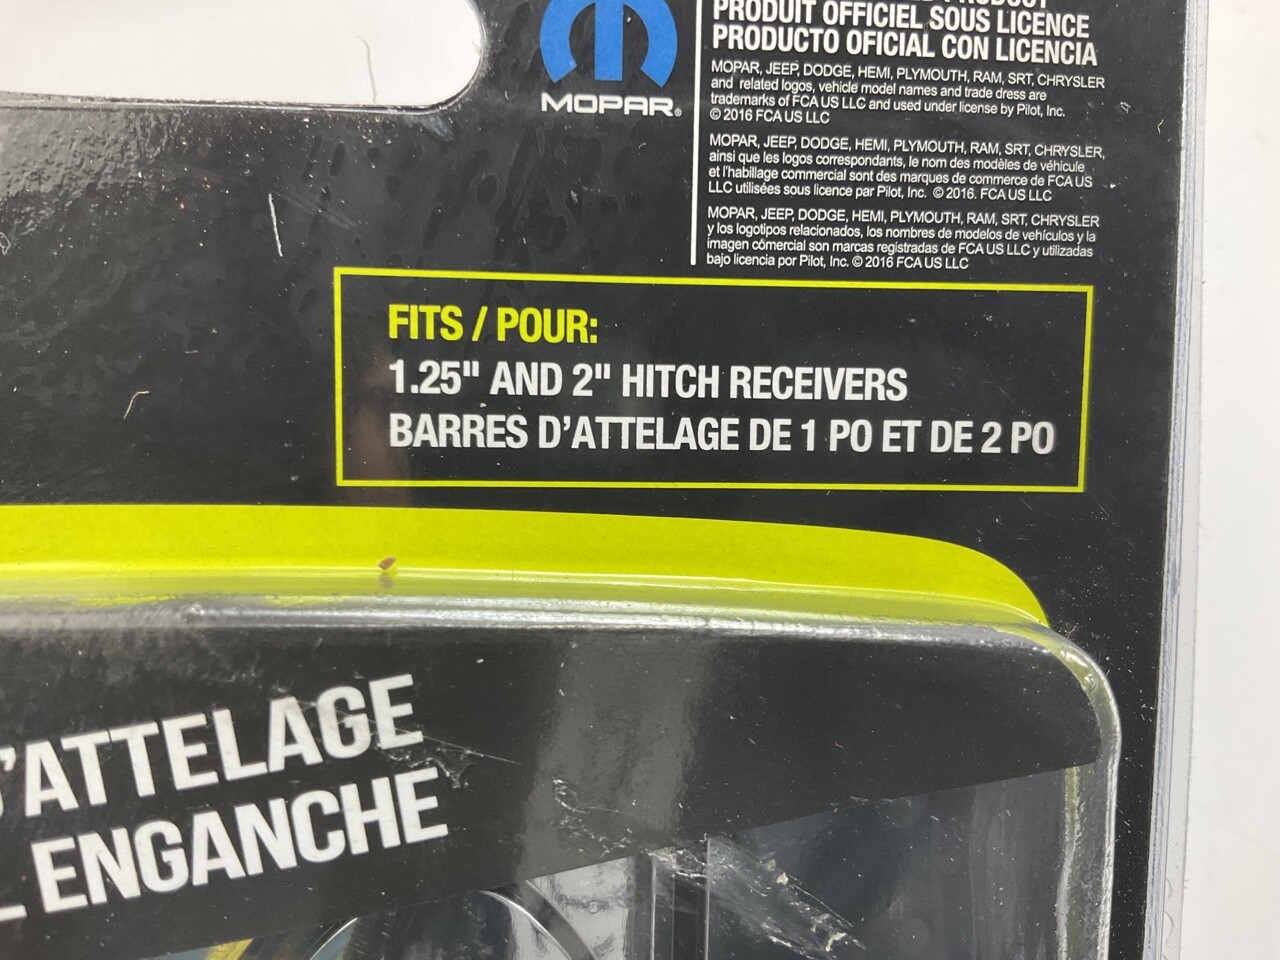 MOPAR®
PRODUIT OFFICIEL SOUS LICENCE
PRODUCTO OFICIAL CON LICENCIA
MOPAR, JEEP, DODGE, HEMI, PLYMOUTH, RAM, SRT, CHRYSLER
and related logos, vehicle model names and trade dress are
trademarks of FCA US LLC and used under license by Pilot, Inc.
© 2016 FCA US LLC
MOPAR, JEEP, DODGE, HEMI, PLYMOUTH, RAM, SRT, CHRYSLER,
ainsi que les logos correspondants, le nom des modèles de véhicule
et l'habillage commercial sont des marques de commerce de FCA US
LLC utilisées sous licence par Pilot, Inc. © 2016. FCA US LLC
MOPAR, JEEP, DODGE, HEMI, PLYMOUTH, RAM, SRT, CHRYSLER
y los logotipos relacionados, los nombres de modelos de vehículos y la
imagen comercial son marcas registradas de FCA US LLC y utilizadas
bajo licencia por Pilot, Inc. © 2016 FCA US LLC
FITS / POUR:
1.25" AND 2" HITCH RECEIVERS
BARRES D'ATTELAGE DE 1 PO ET DE 2 PO
'ATTELAGE
ENGANCHE